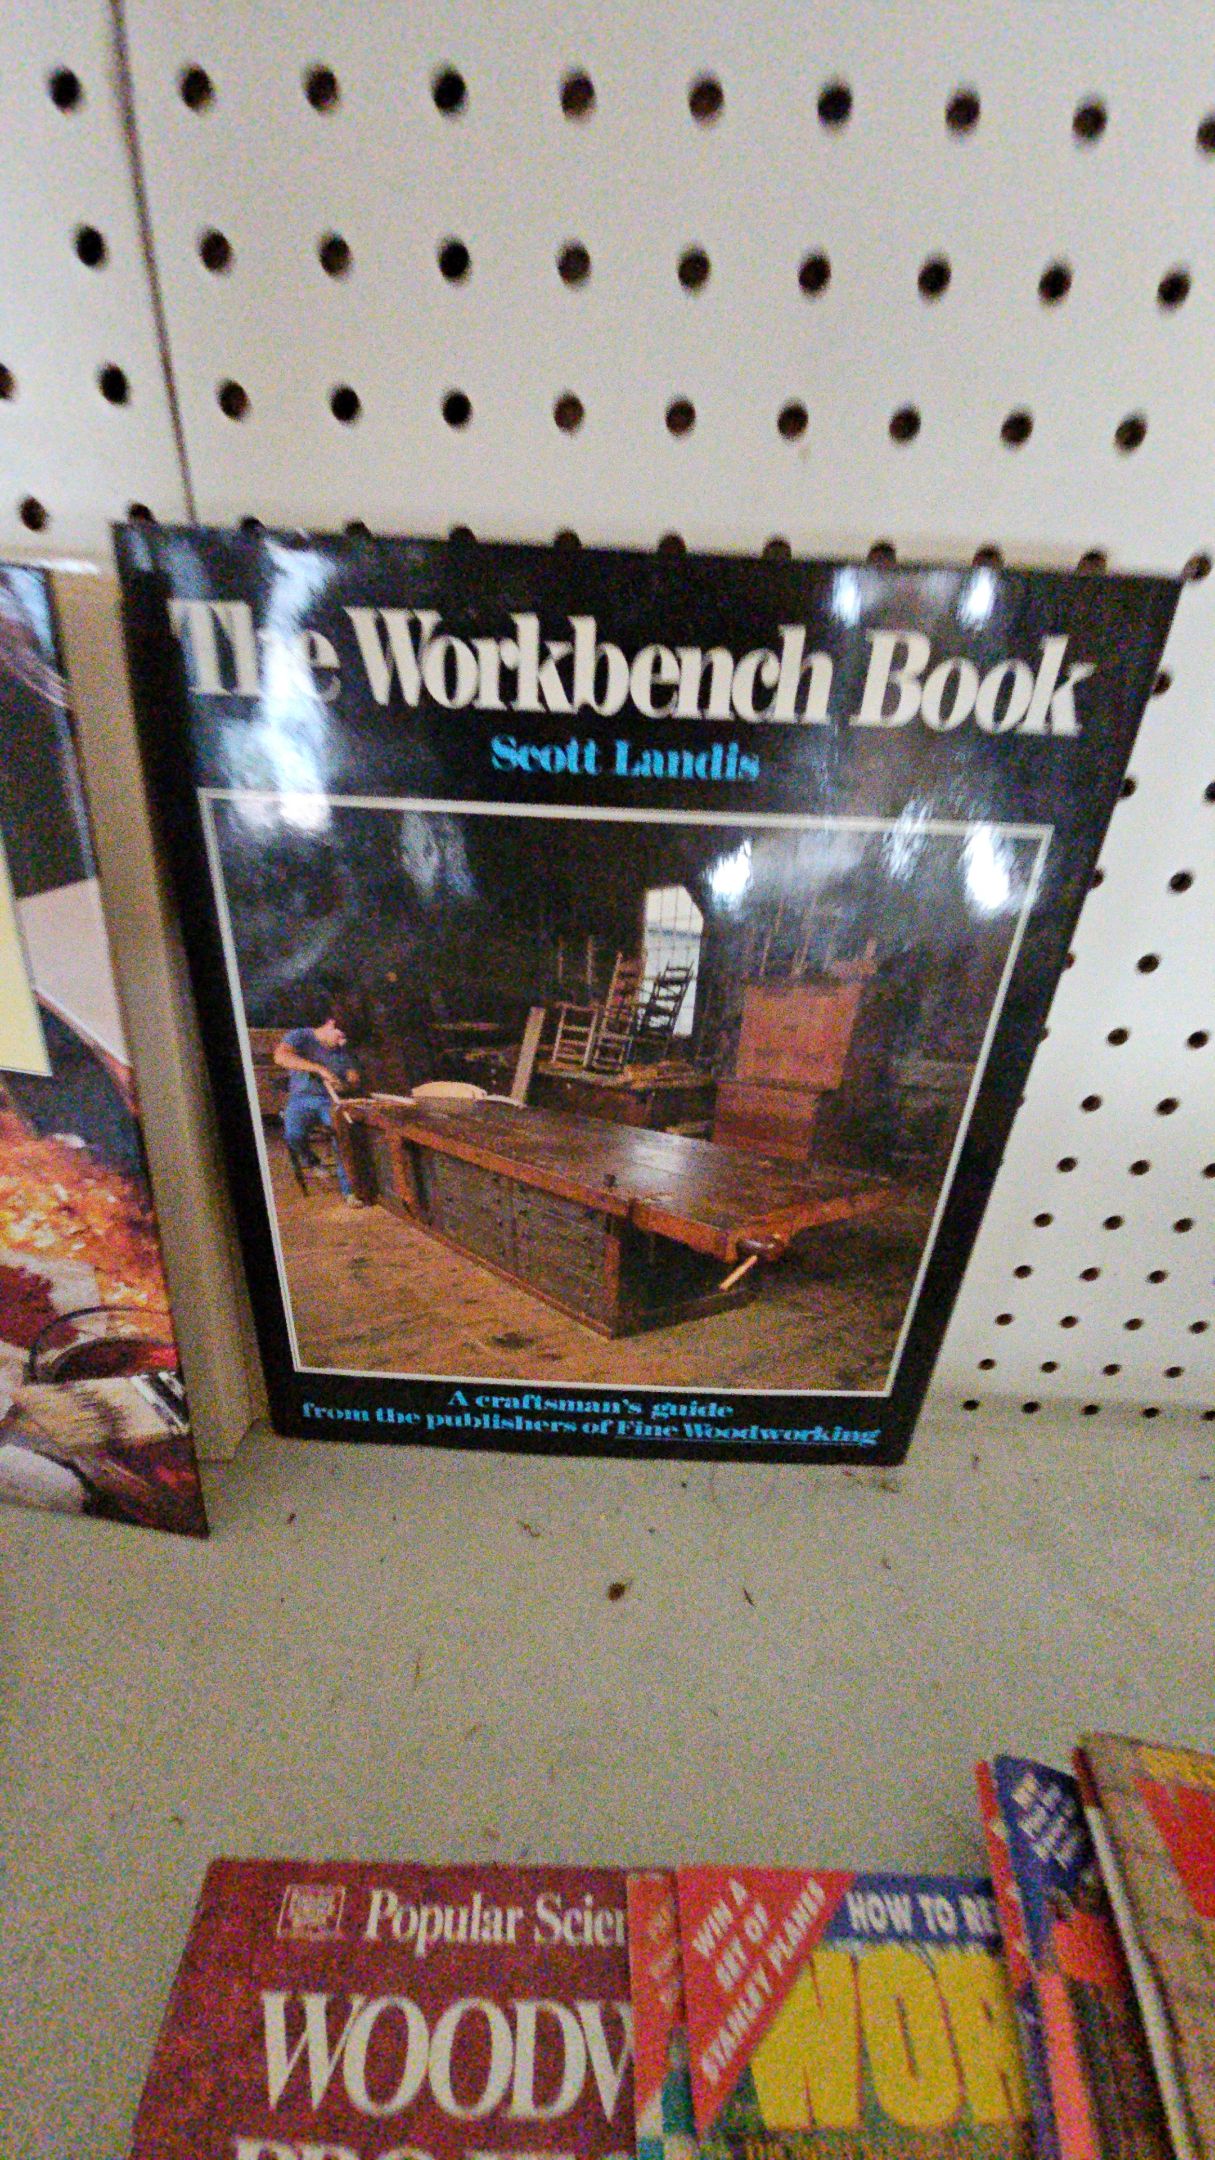 The Workbench Book
Scott Landis
A craftsman's guide
from the publishers of Fine Woodworking
Popular Scien
WOODW
WIN A
SET OF
STANLEY PLANES
HOW TO RE
WOR